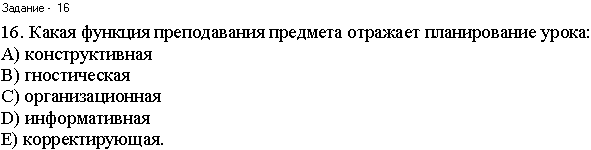 Задание - 16
16. Какая функция преподавания предмета отражает планирование урока:
A) конструктивная
B) гностическая
C) организационная
D) информативная
E) корректирующая.